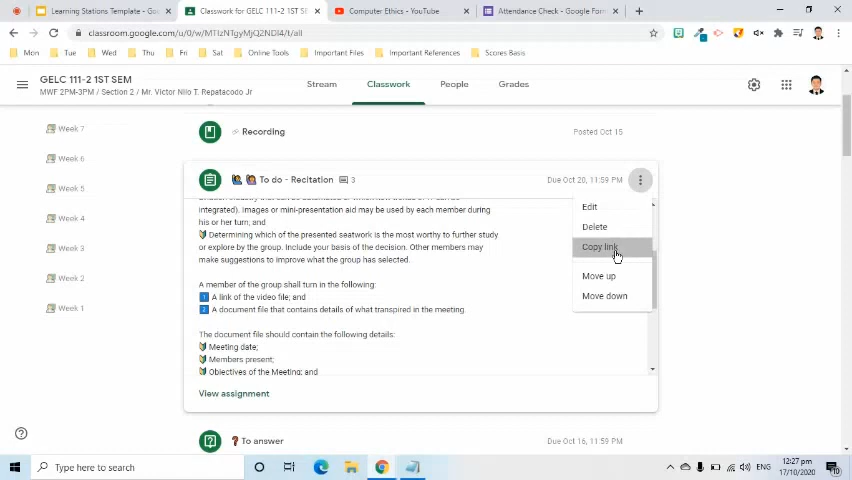 Learning Stations Template - Goo
Classwork for GELC 111-2 1ST SEM
Computer Ethics - YouTube
Attendance Check - Google Form
classroom.google.com/u/0/w/MTIzNTgyMjQ2NDI4/t/all
Mon
Tue
Wed
Thu
Fri
Sat
Online Tools
Important Files
Important References
Scores Basis
GELC 111-2 1ST SEM
MWF 2PM-3PM / Section 2 / Mr. Victor Nilo T. Repatacodo Jr
Stream
Classwork
People
Grades
Week 7
Week 6
Week 5
Week 4
Week 3
Week 2
Week 1
Recording
Posted Oct 15
To do - Recitation
3
Due Oct 20, 11:59 PM
integrated). Images or mini-presentation aid may be used by each member during
his or her turn; and
Determining which of the presented seatwork is the most worthy to further study
or explore by the group. Include your basis of the decision. Other members may
make suggestions to improve what the group has selected.
A member of the group shall turn in the following:
1 A link of the video file; and
2 A document file that contains details of what transpired in the meeting.
The document file should contain the following details:
Meeting date;
Members present;
Objectives of the Meeting; and
Edit
Delete
Copy link
Move up
Move down
View assignment
To answer
Due Oct 16, 11:59 PM
Type here to search
ENG
12:27 pm
17/10/2020
10